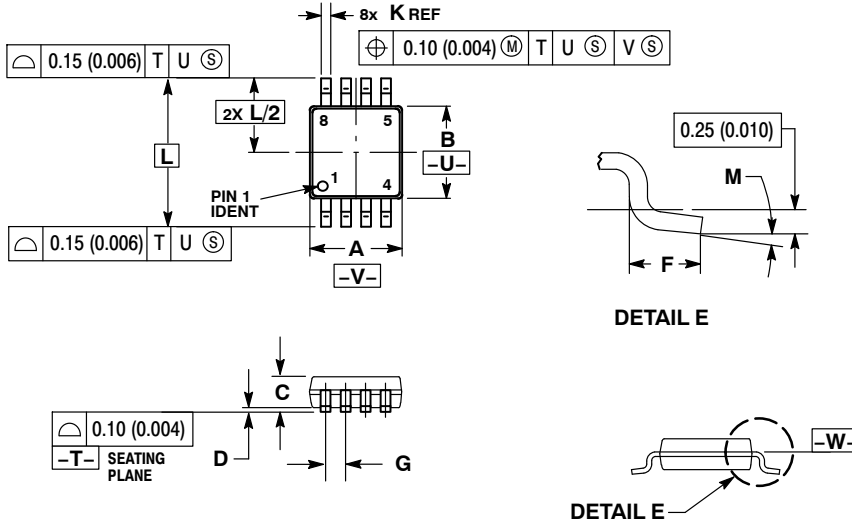 8x K REF
⌖ 0.10 (0.004) Ⓜ T U Ⓢ V Ⓢ
⌓ 0.15 (0.006) T U Ⓢ
2X L/2
8 5
B
-U-
L
PIN 1
IDENT
1 4
⌓ 0.15 (0.006) T U Ⓢ
A
-V-
0.25 (0.010)
M
F
DETAIL E
C
⌓ 0.10 (0.004)
-T- SEATING
PLANE
D
G
-W-
DETAIL E